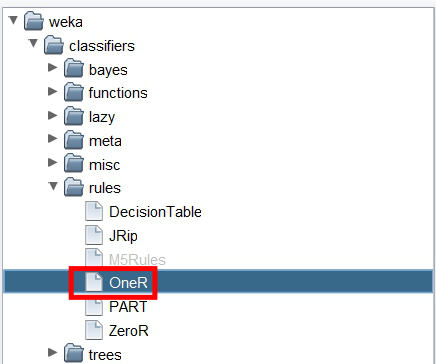 weka
classifiers
bayes
functions
lazy
meta
misc
rules
DecisionTable
JRip
M5Rules
OneR
PART
ZeroR
trees